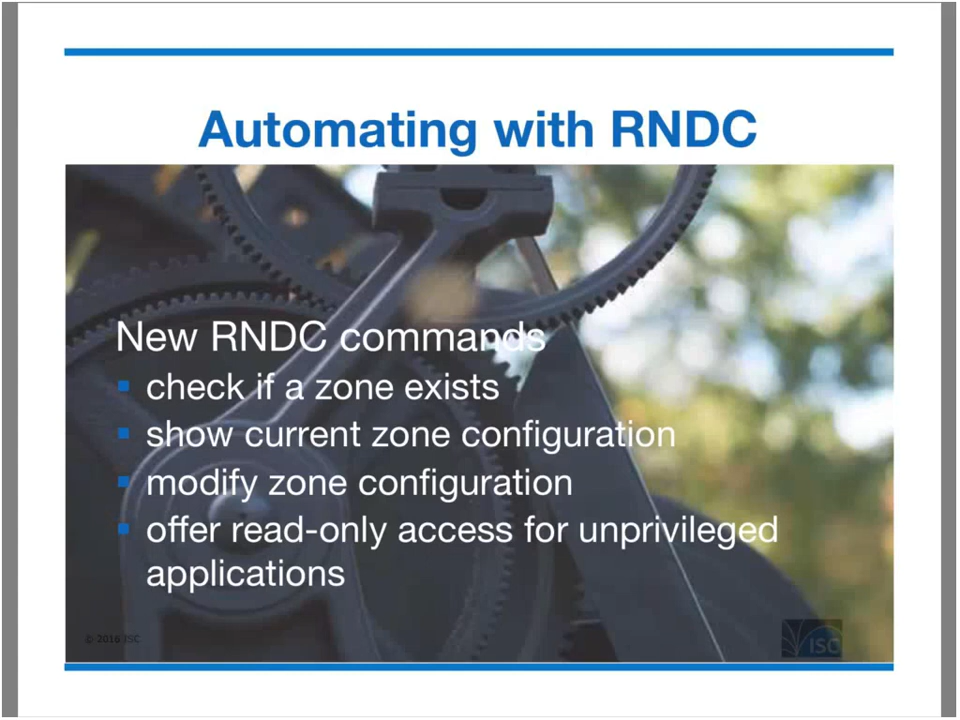 Automating with RNDC
New RNDC commands
▪ check if a zone exists
▪ show current zone configuration
▪ modify zone configuration
▪ offer read-only access for unprivileged
applications
© 2016 ISC
ISC